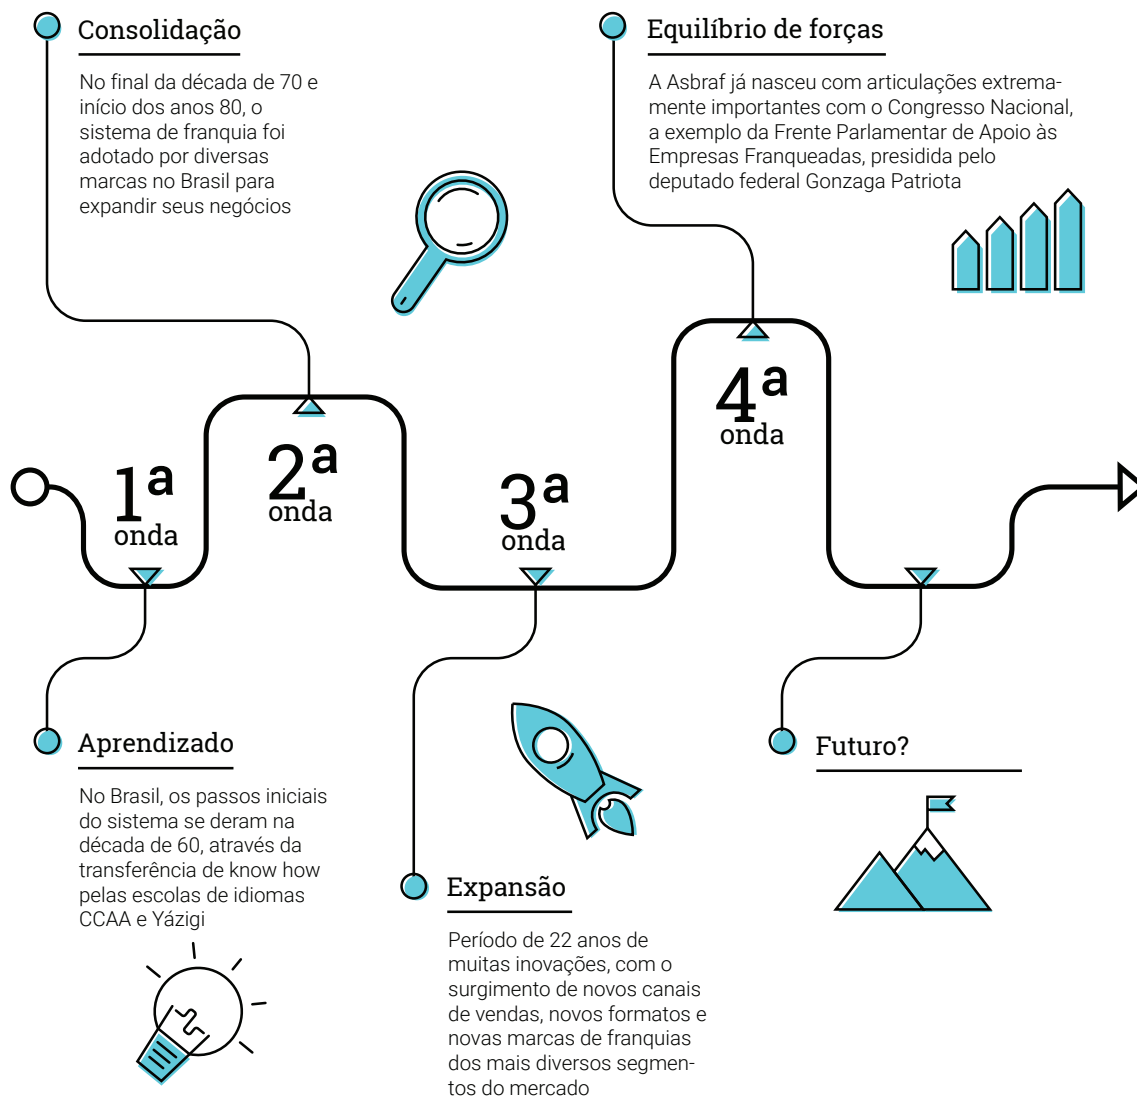 Consolidação
No final da década de 70 e
início dos anos 80, o
sistema de franquia foi
adotado por diversas
marcas no Brasil para
expandir seus negócios
Equilíbrio de forças
A Asbraf já nasceu com articulações extrema-
mente importantes com o Congresso Nacional,
a exemplo da Frente Parlamentar de Apoio às
Empresas Franqueadas, presidida pelo
deputado federal Gonzaga Patriota
1ª
onda
2ª
onda
3ª
onda
4ª
onda
Aprendizado
No Brasil, os passos iniciais
do sistema se deram na
década de 60, através da
transferência de know how
pelas escolas de idiomas
CCAA e Yázigi
Expansão
Período de 22 anos de
muitas inovações, com o
surgimento de novos canais
de vendas, novos formatos e
novas marcas de franquias
dos mais diversos segmen-
tos do mercado
Futuro?